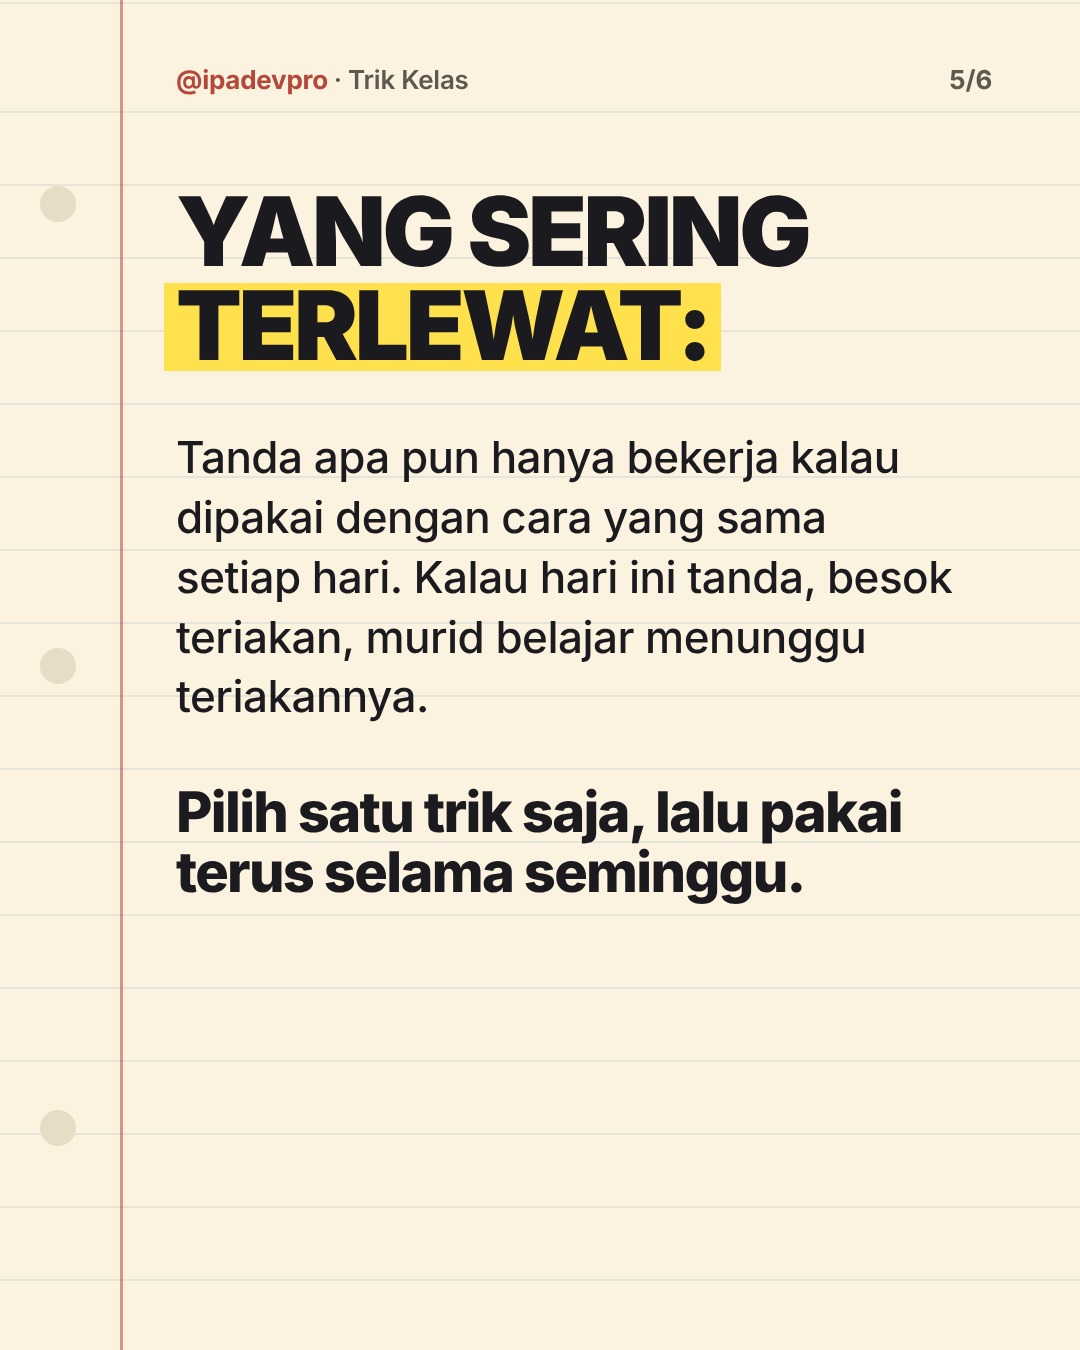 @ipadevpro · Trik Kelas
5/6
YANG SERING
TERLEWAT:
Tanda apa pun hanya bekerja kalau
dipakai dengan cara yang sama
setiap hari. Kalau hari ini tanda, besok
teriakan, murid belajar menunggu
teriakannya.
Pilih satu trik saja, lalu pakai
terus selama seminggu.